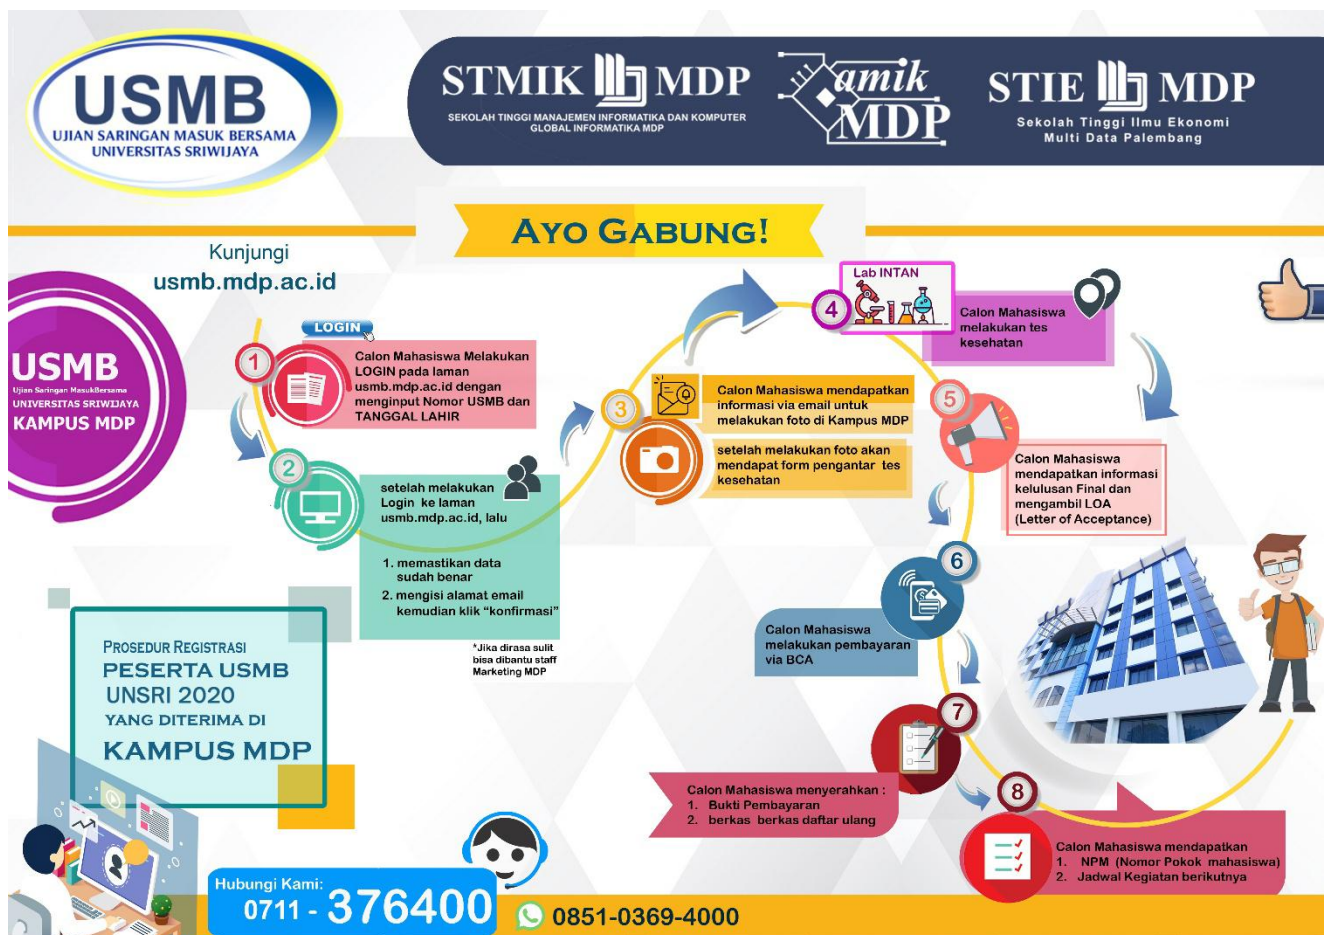 USMB
UJIAN SARINGAN MASUK BERSAMA
UNIVERSITAS SRIWIJAYA
STMIK MDP
SEKOLAH TINGGI MANAJEMEN INFORMATIKA DAN KOMPUTER
GLOBAL INFORMATIKA MDP
amik
MDP
STIE MDP
Sekolah Tinggi Ilmu Ekonomi
Multi Data Palembang
AYO GABUNG!
Kunjungi
usmb.mdp.ac.id
USMB
Ujian Saringan MasukBersama
UNIVERSITAS SRIWIJAYA
KAMPUS MDP
LOGIN
1
Calon Mahasiswa Melakukan
LOGIN pada laman
usmb.mdp.ac.id dengan
menginput Nomor USMB dan
TANGGAL LAHIR
2
setelah melakukan
Login ke laman
usmb.mdp.ac.id, lalu
1. memastikan data
sudah benar
2. mengisi alamat email
kemudian klik “konfirmasi”
*Jika dirasa sulit
bisa dibantu staff
Marketing MDP
3
Calon Mahasiswa mendapatkan
informasi via email untuk
melakukan foto di Kampus MDP
setelah melakukan foto akan
mendapat form pengantar tes
kesehatan
4
Lab INTAN
Calon Mahasiswa
melakukan tes
kesehatan
5
Calon Mahasiswa
mendapatkan informasi
kelulusan Final dan
mengambil LOA
(Letter of Acceptance)
6
Calon Mahasiswa
melakukan pembayaran
via BCA
7
Calon Mahasiswa menyerahkan :
1. Bukti Pembayaran
2. berkas berkas daftar ulang
8
Calon Mahasiswa mendapatkan
1. NPM (Nomor Pokok mahasiswa)
2. Jadwal Kegiatan berikutnya
PROSEDUR REGISTRASI
PESERTA USMB
UNSRI 2020
YANG DITERIMA DI
KAMPUS MDP
Hubungi Kami:
0711 - 376400
0851-0369-4000